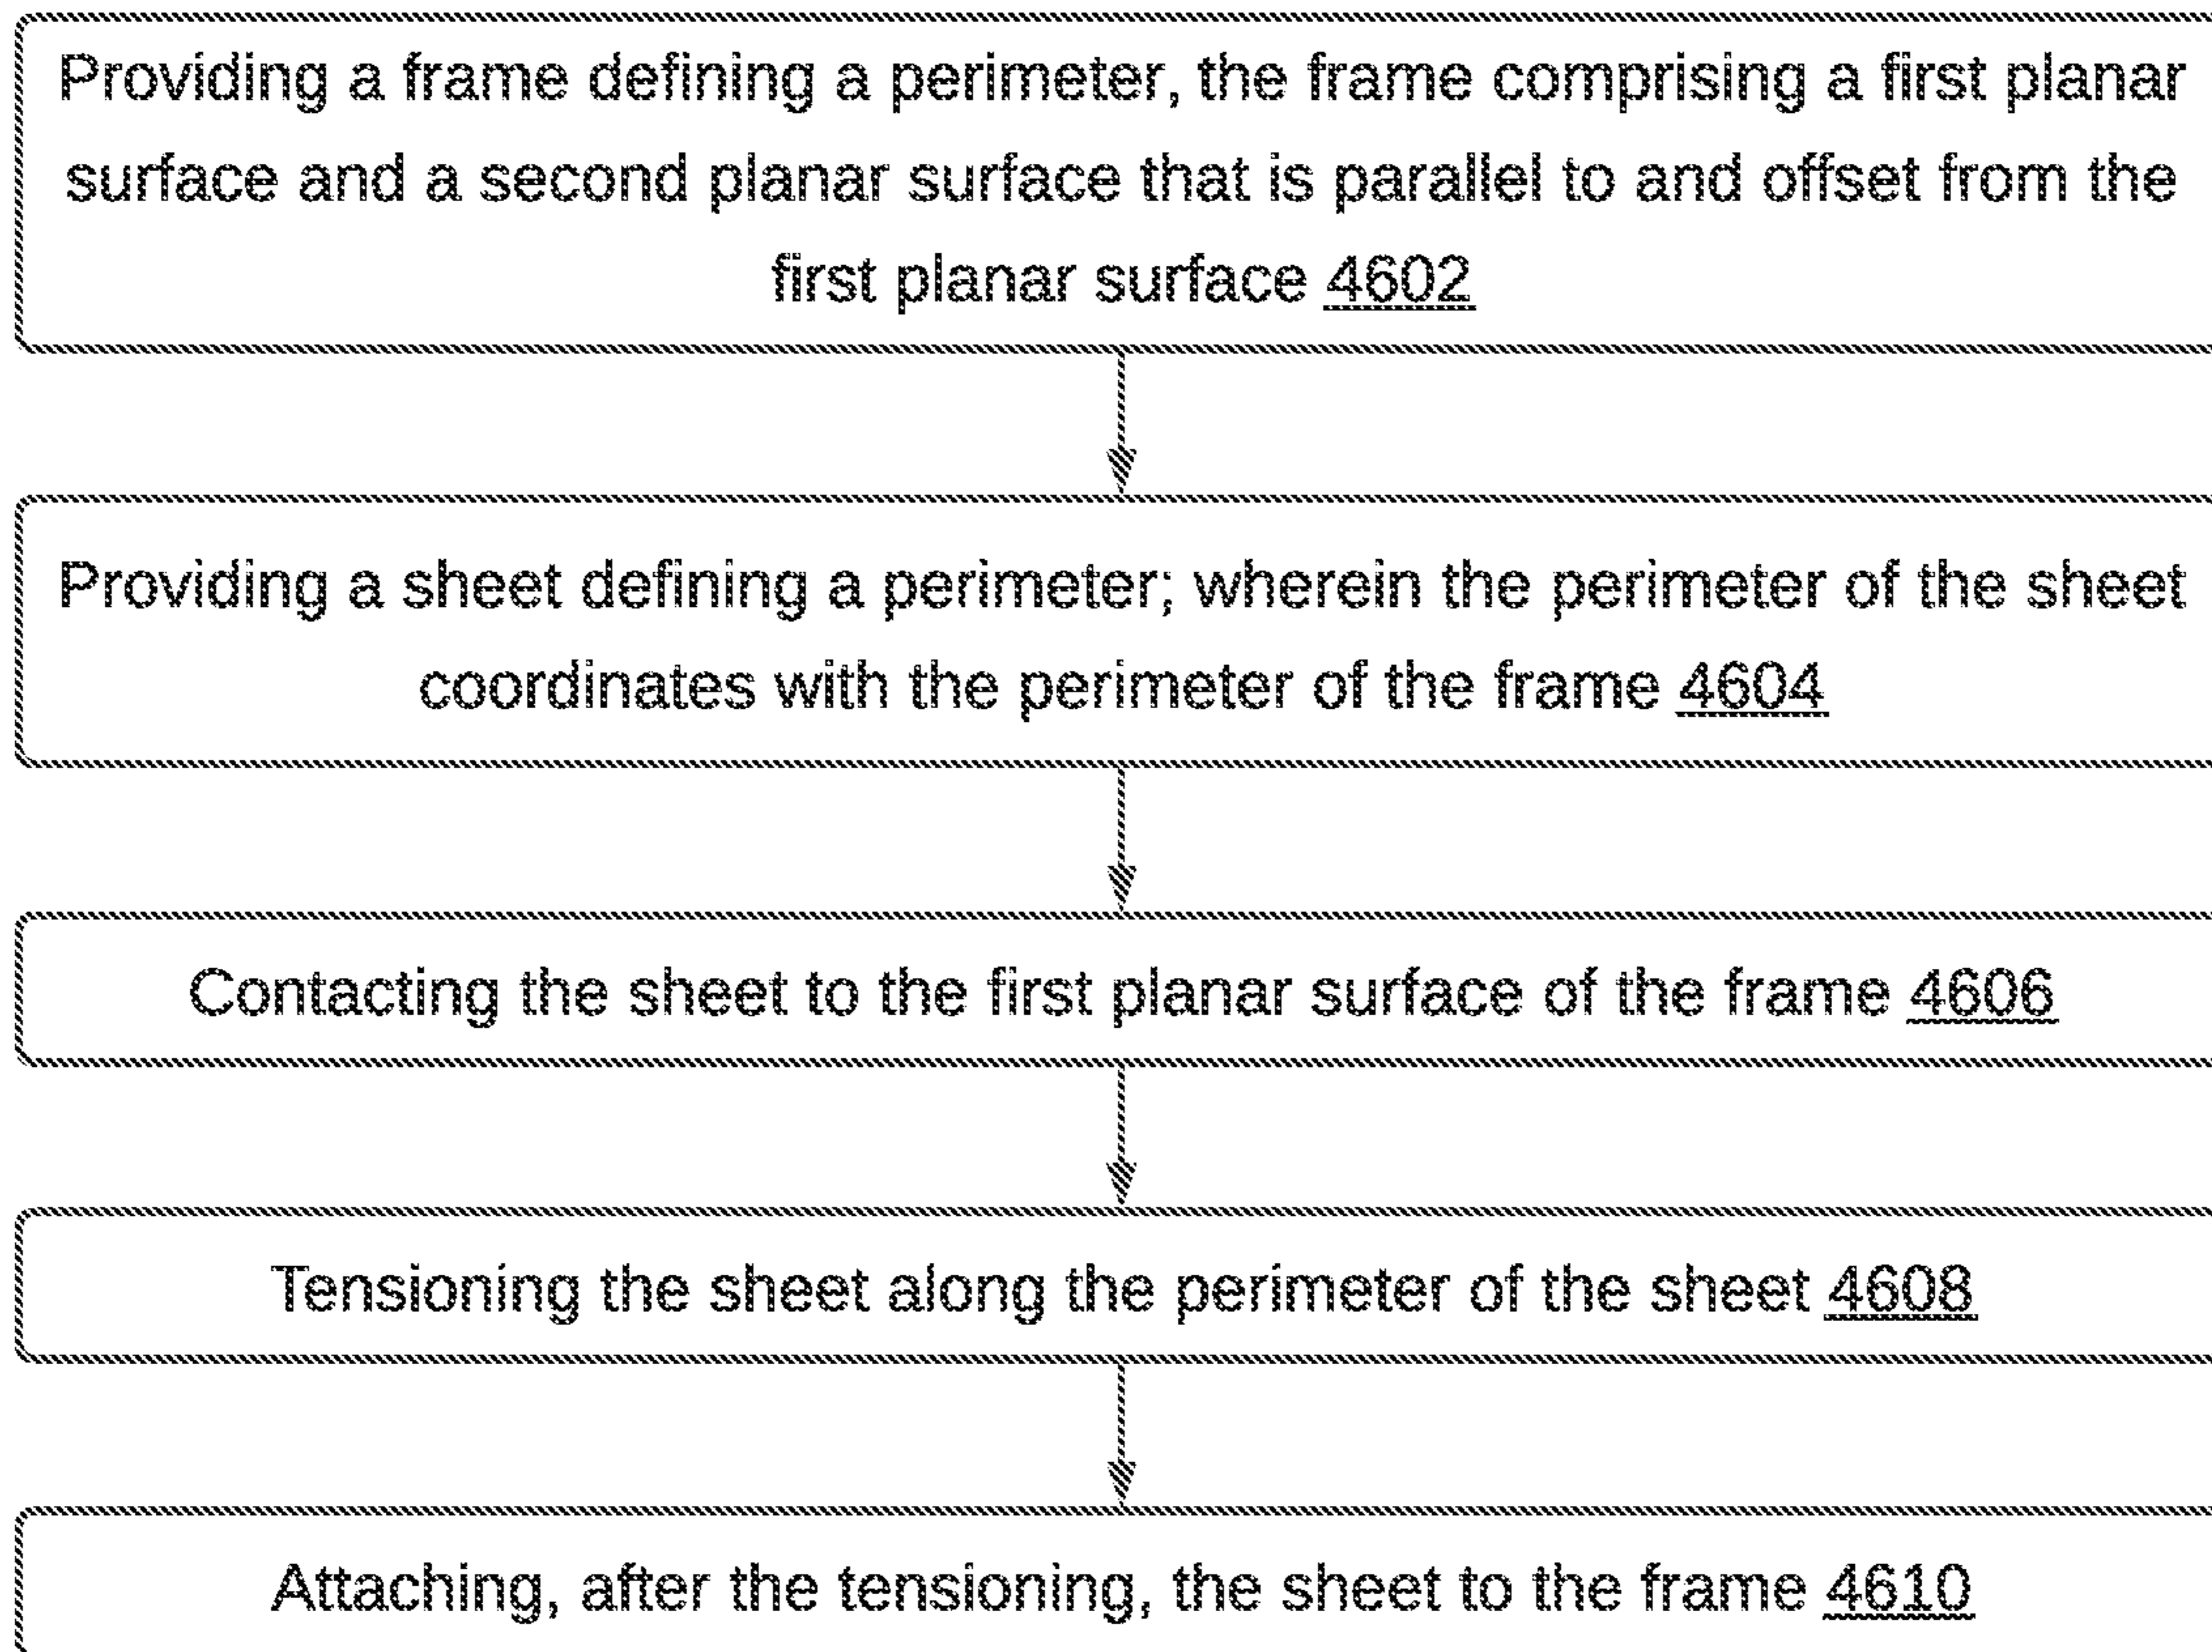 Providing a frame defining a perimeter, the frame comprising a first planar
surface and a second planar surface that is parallel to and offset from the
first planar surface 4602
Providing a sheet defining a perimeter; wherein the perimeter of the sheet
coordinates with the perimeter of the frame 4604
Contacting the sheet to the first planar surface of the frame 4606
Tensioning the sheet along the perimeter of the sheet 4608
Attaching, after the tensioning, the sheet to the frame 4610